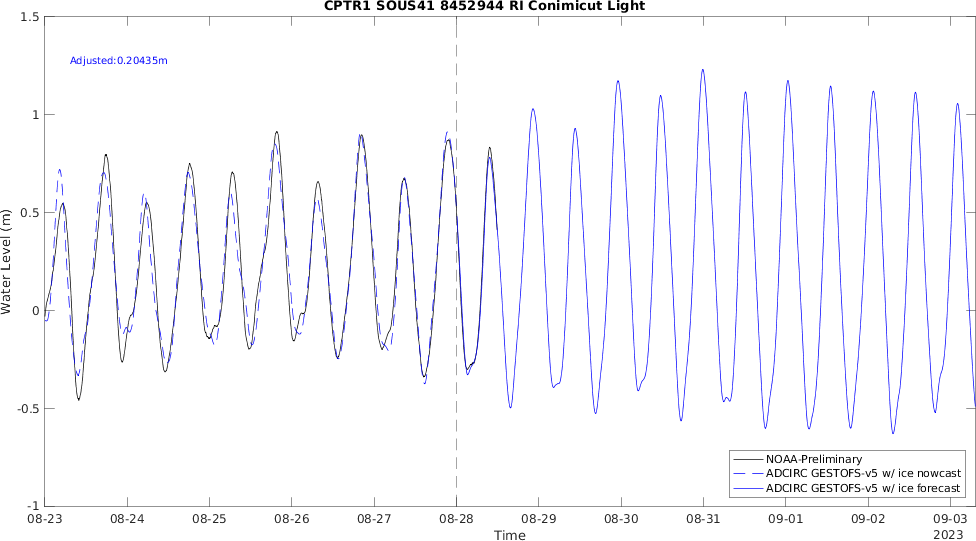 CPTR1 SOUS41 8452944 RI Conimicut Light
Adjusted:0.20435m
1.5
1
0.5
0
-0.5
-1
Water Level (m)
NOAA-Preliminary
ADCIRC GESTOFS-v5 w/ ice nowcast
ADCIRC GESTOFS-v5 w/ ice forecast
08-23 08-24 08-25 08-26 08-27 08-28 08-29 08-30 08-31 09-01 09-02 09-03
Time
2023